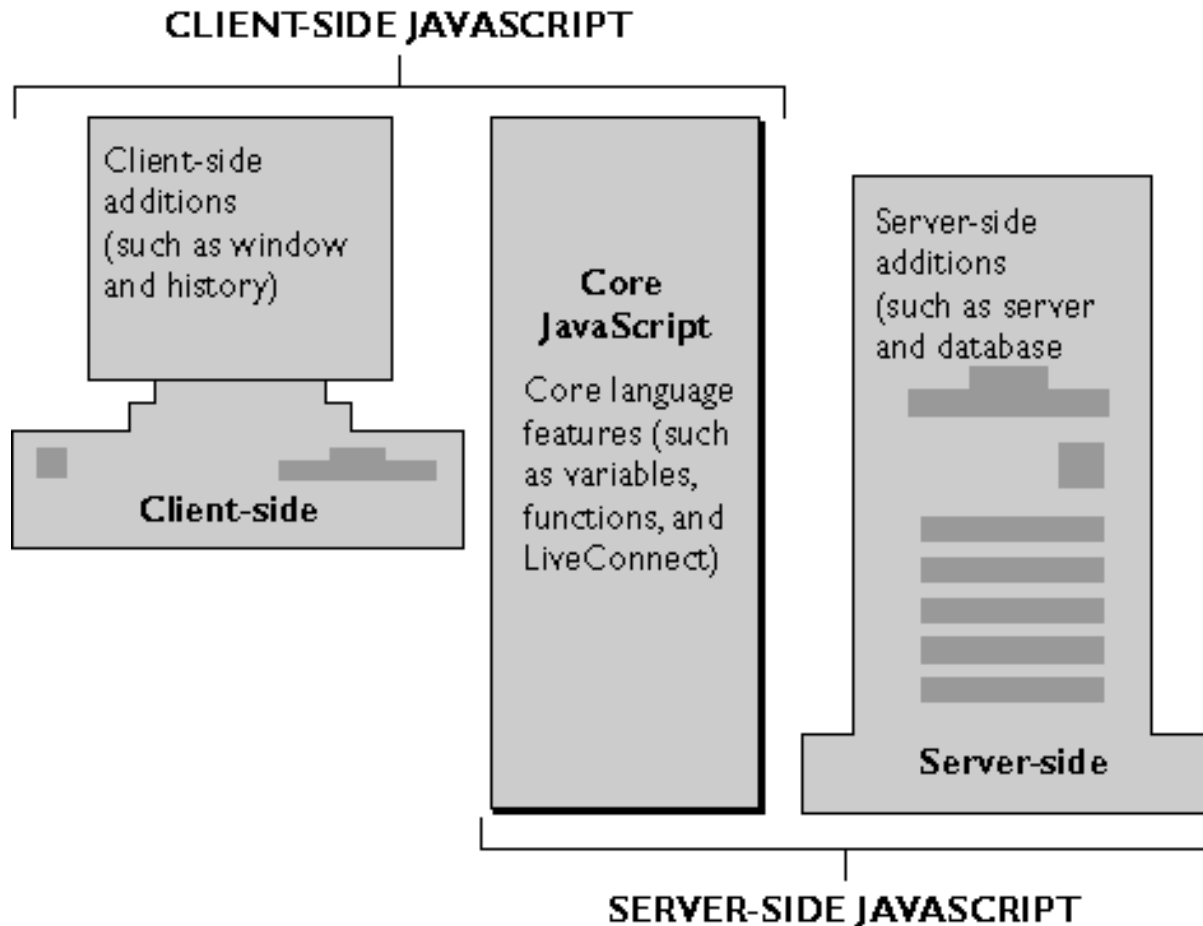 CLIENT-SIDE JAVASCRIPT
Client-side
additions
(such as window
and history)
Client-side
Core
JavaScript
Core language
features (such
as variables,
functions, and
LiveConnect)
Server-side
additions
(such as server
and database
Server-side
SERVER-SIDE JAVASCRIPT